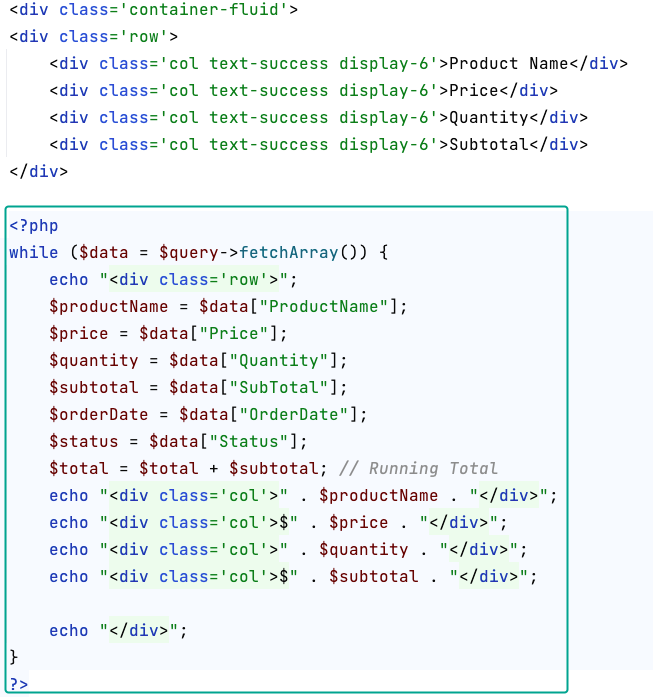 <div class='container-fluid'>
<div class='row'>
    <div class='col text-success display-6'>Product Name</div>
    <div class='col text-success display-6'>Price</div>
    <div class='col text-success display-6'>Quantity</div>
    <div class='col text-success display-6'>Subtotal</div>
</div>
<?php
while ($data = $query->fetchArray()) {
    echo "<div class='row'>";
    $productName = $data["ProductName"];
    $price = $data["Price"];
    $quantity = $data["Quantity"];
    $subtotal = $data["SubTotal"];
    $orderDate = $data["OrderDate"];
    $status = $data["Status"];
    $total = $total + $subtotal; // Running Total
    echo "<div class='col'>" . $productName . "</div>";
    echo "<div class='col'>$" . $price . "</div>";
    echo "<div class='col'>" . $quantity . "</div>";
    echo "<div class='col'>$" . $subtotal . "</div>";
    echo "</div>";
}
?>